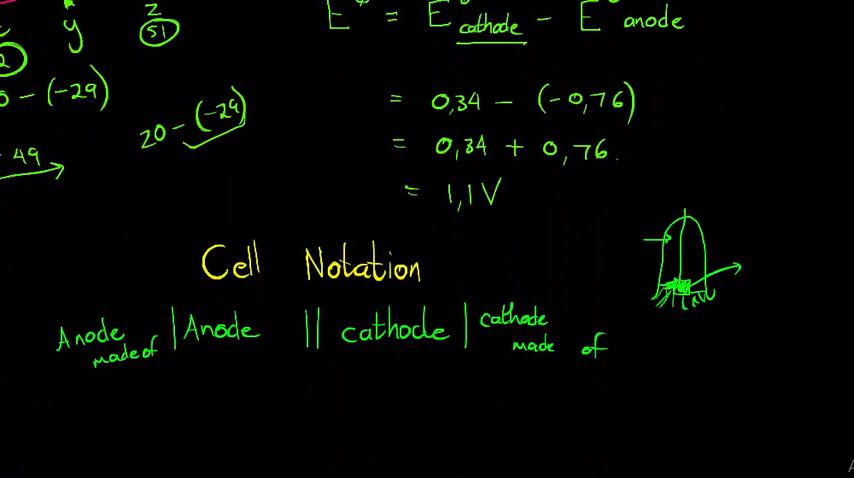 E° = E°cathode - E°anode
y z
51
0 - (-29)
20 - (-29)
49
= 0,34 - (-0,76)
= 0,34 + 0,76
= 1,1V
Cell Notation
Anode made of | Anode || cathode | cathode made of